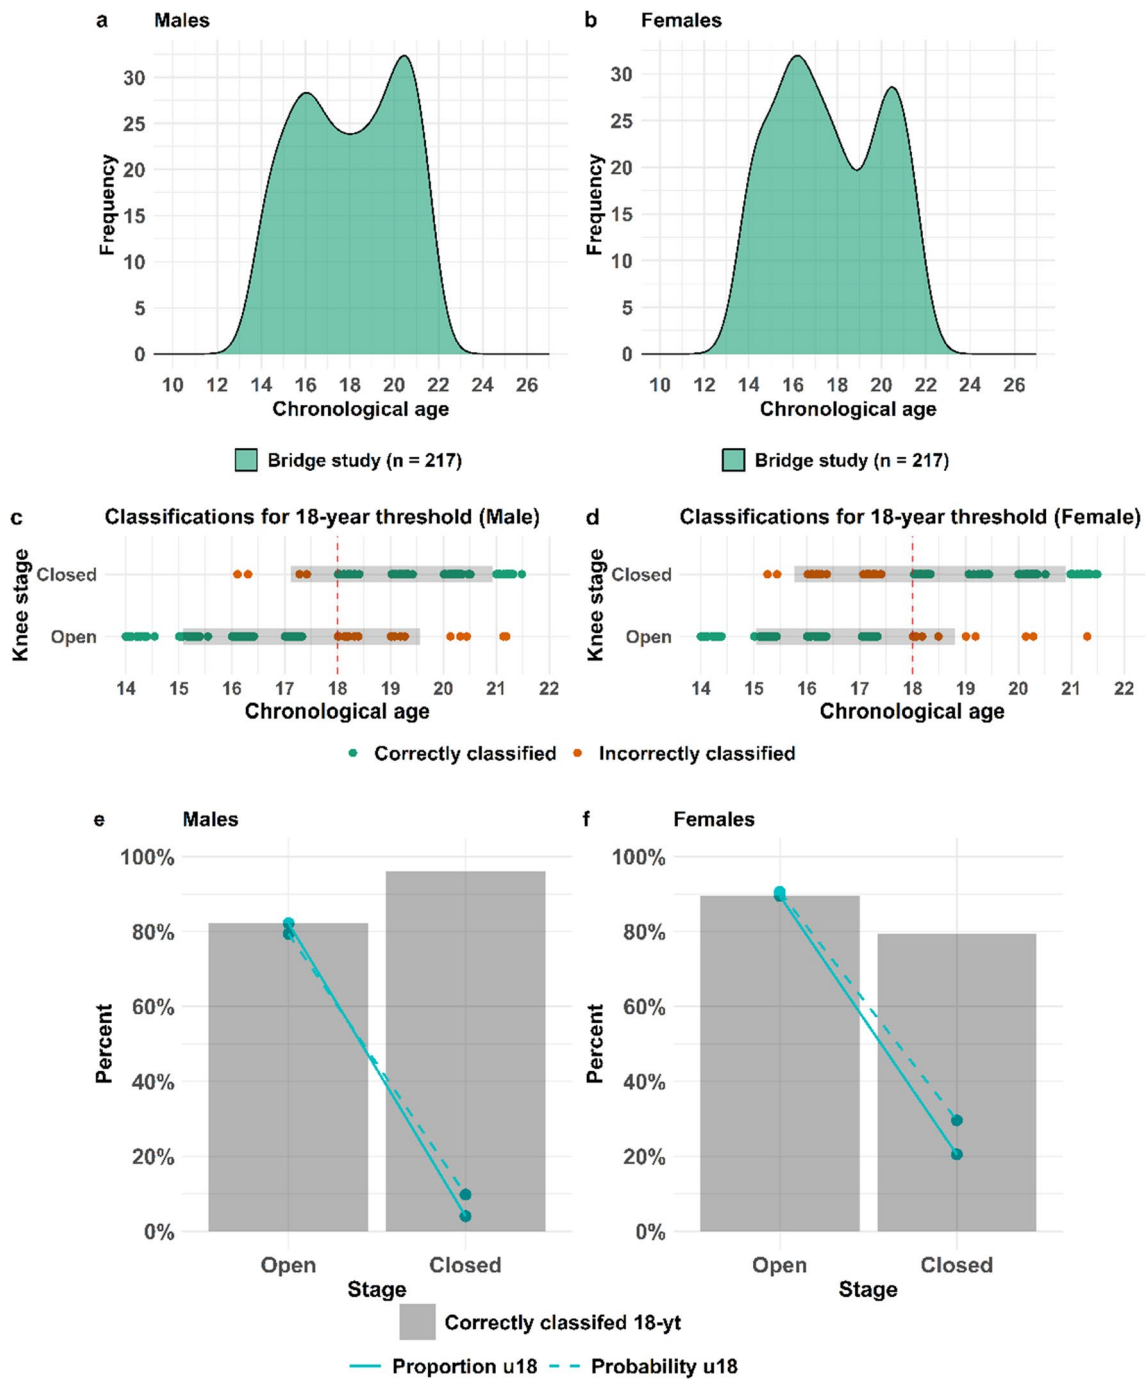 a Males
b Females
Frequency
30
25
20
15
10
5
0
10 12 14 16 18 20 22 24 26
Chronological age
Bridge study (n = 217)
Frequency
30
25
20
15
10
5
0
10 12 14 16 18 20 22 24 26
Chronological age
Bridge study (n = 217)
c Classifications for 18-year threshold (Male)
Knee stage
Closed
Open
14 15 16 17 18 19 20 21 22
Chronological age
d Classifications for 18-year threshold (Female)
Knee stage
Closed
Open
14 15 16 17 18 19 20 21 22
Chronological age
Correctly classified Incorrectly classified
e Males
Percent
100%
80%
60%
40%
20%
0%
Open Closed
Stage
f Females
Percent
100%
80%
60%
40%
20%
0%
Open Closed
Stage
Correctly classifed 18-yt
Proportion u18 Probability u18